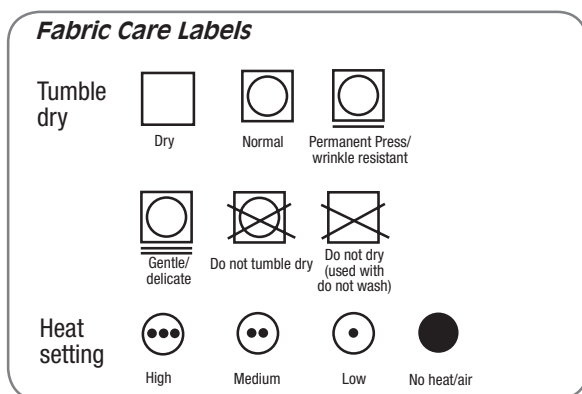 Fabric Care Labels
Tumble
dry
Dry
Normal
Permanent Press/
wrinkle resistant
Gentle/
delicate
Do not tumble dry
Do not dry
(used with
do not wash)
Heat
setting
High
Medium
Low
No heat/air